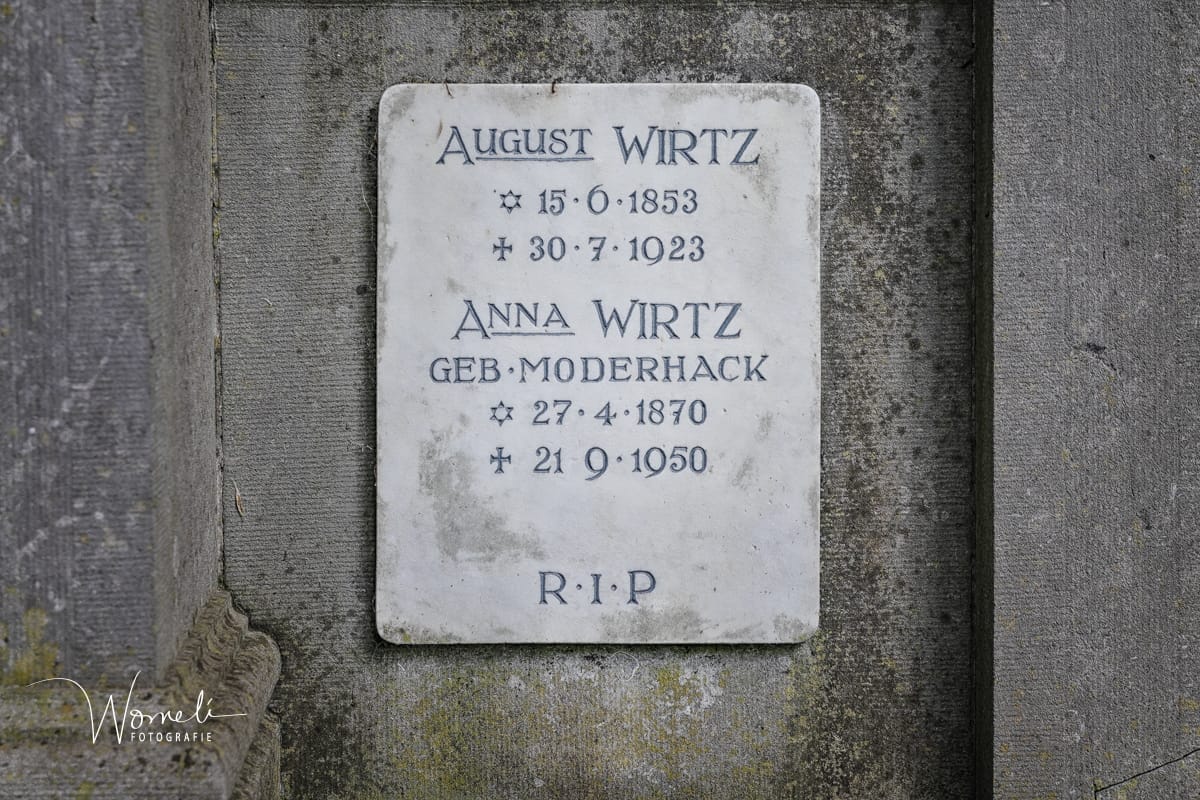 AUGUST WIRTZ
✡ 15·6·1853
✝ 30·7·1923
ANNA WIRTZ
GEB·MODERHACK
✡ 27·4·1870
✝ 21 9·1950
R·I·P
Womeli
FOTOGRAFIE